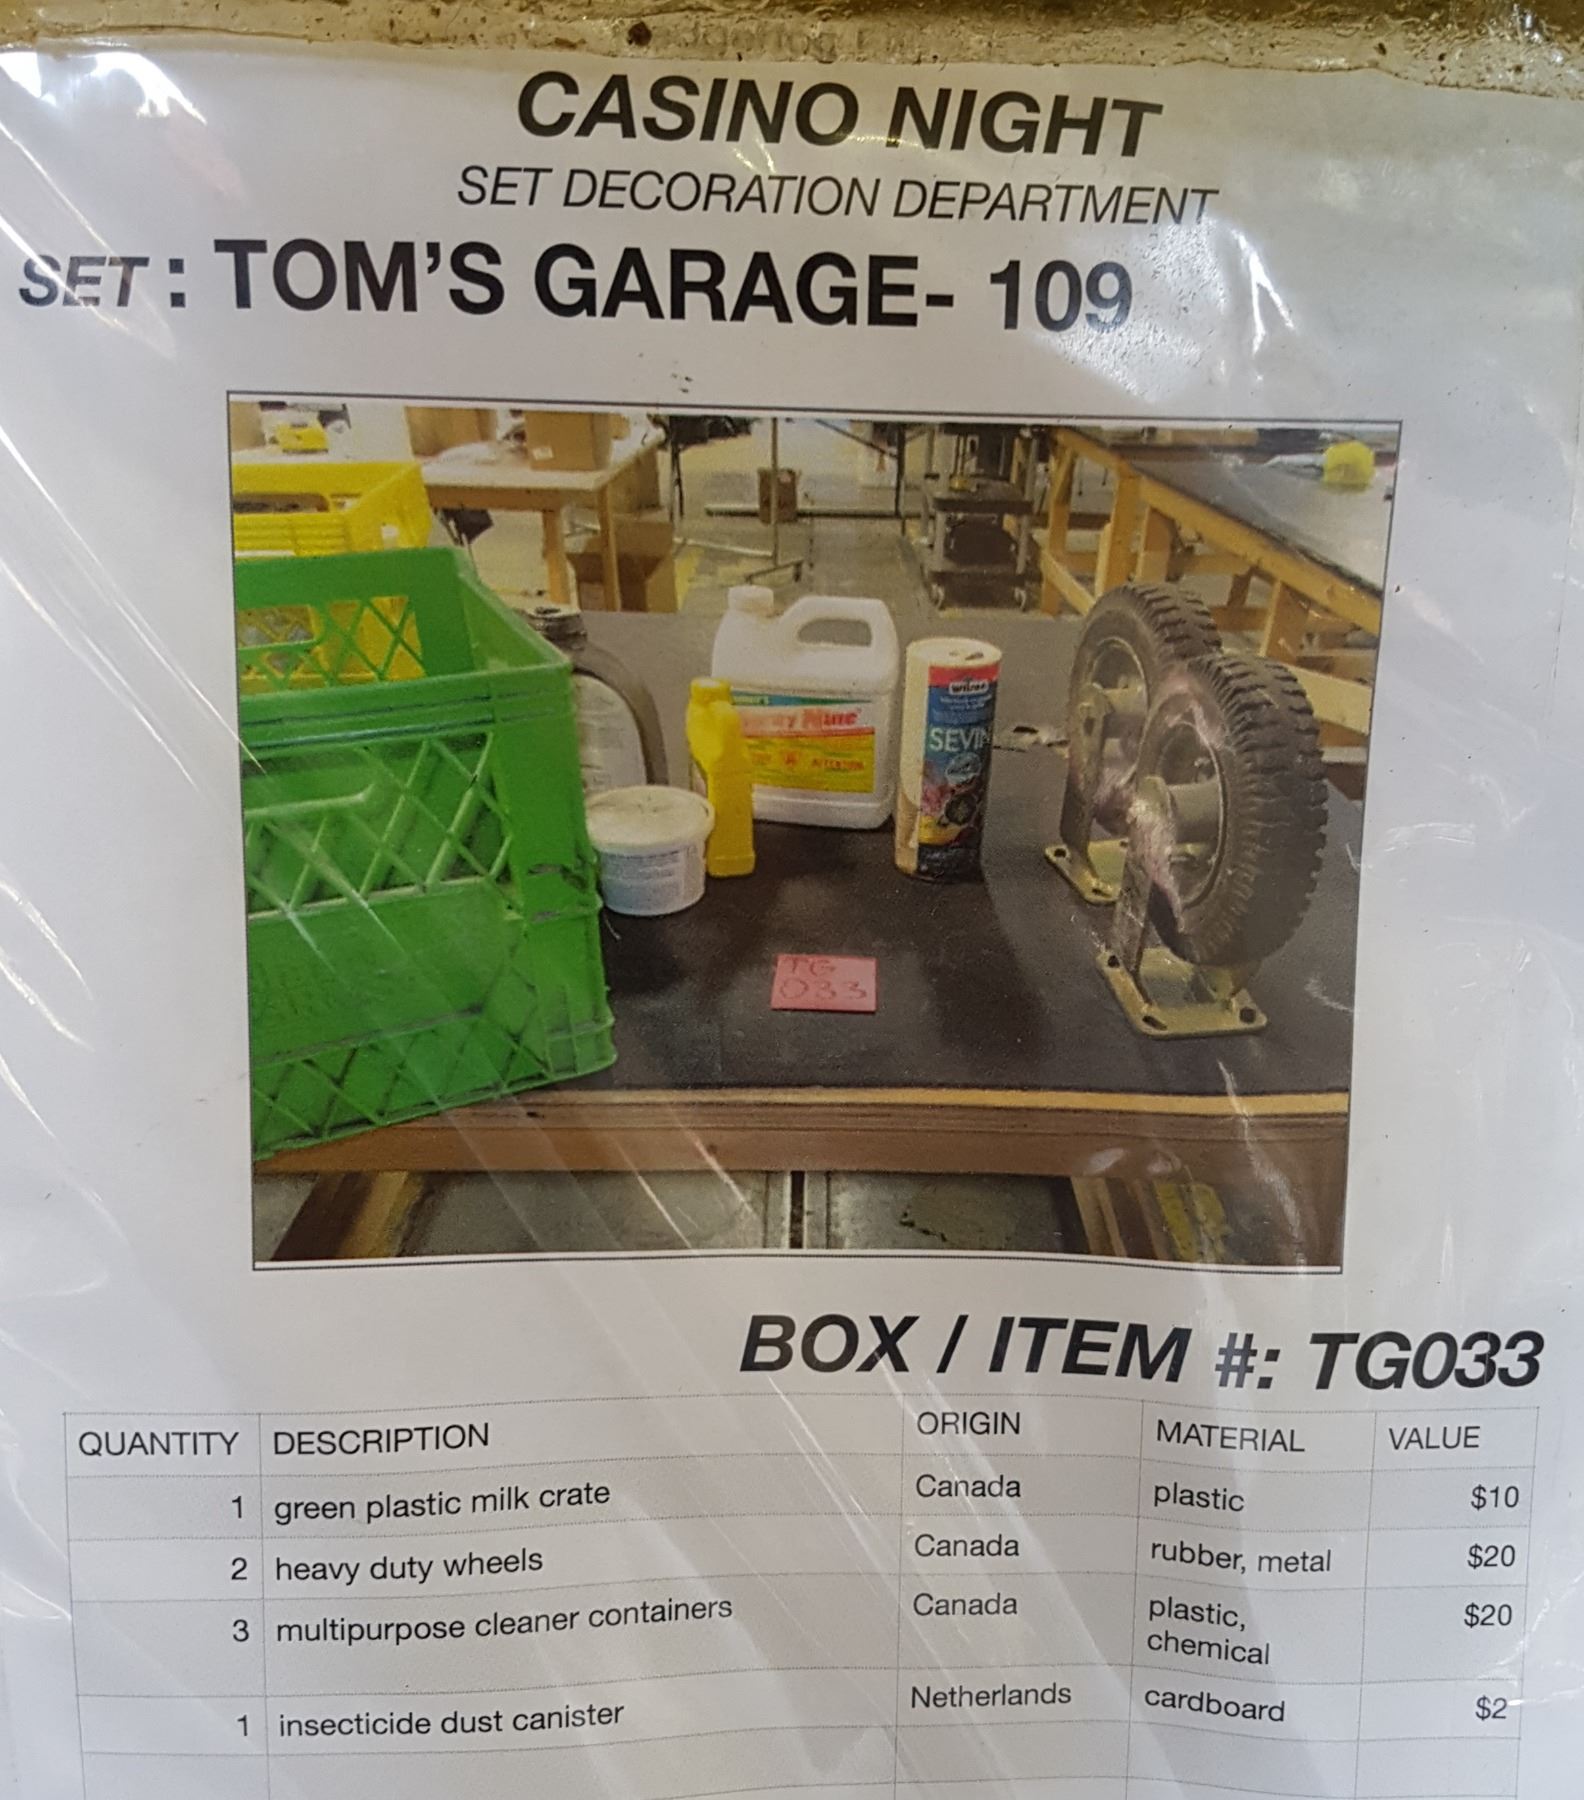 CASINO NIGHT
SET DECORATION DEPARTMENT
SET : TOM'S GARAGE- 109
wilson
SEVIN
ATTENTION
TG
033
BOX / ITEM #: TG033
QUANTITY DESCRIPTION ORIGIN MATERIAL VALUE
1 green plastic milk crate Canada plastic $10
2 heavy duty wheels Canada rubber, metal $20
3 multipurpose cleaner containers Canada plastic, $20
chemical
1 insecticide dust canister Netherlands cardboard $2